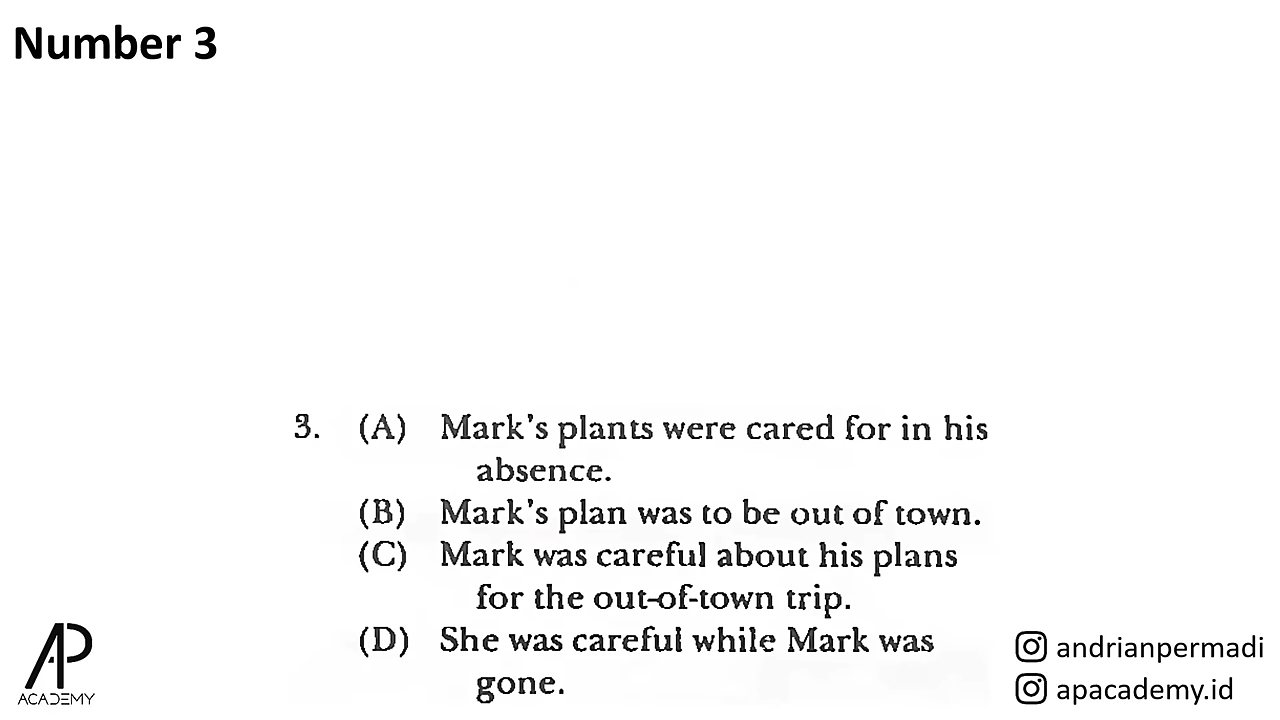 Number 3
3. (A) Mark's plants were cared for in his
absence.
(B) Mark's plan was to be out of town.
(C) Mark was careful about his plans
for the out-of-town trip.
(D) She was careful while Mark was
gone.
AP
ACADEMY
andrianpermadi
apacademy.id